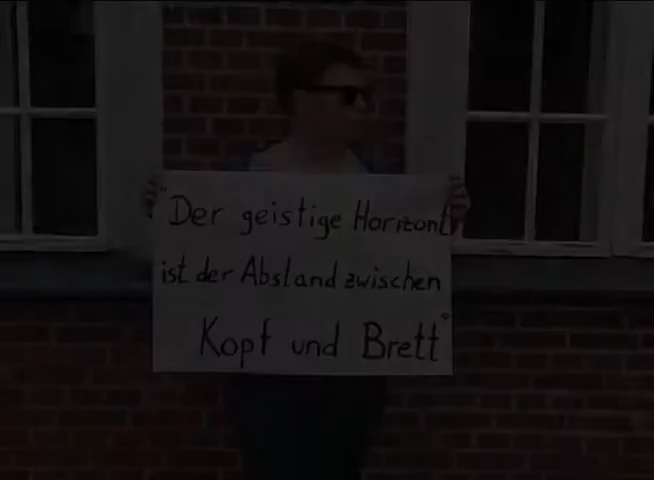 "Der geistige Horizont
ist der Abstand zwischen
Kopf und Brett"